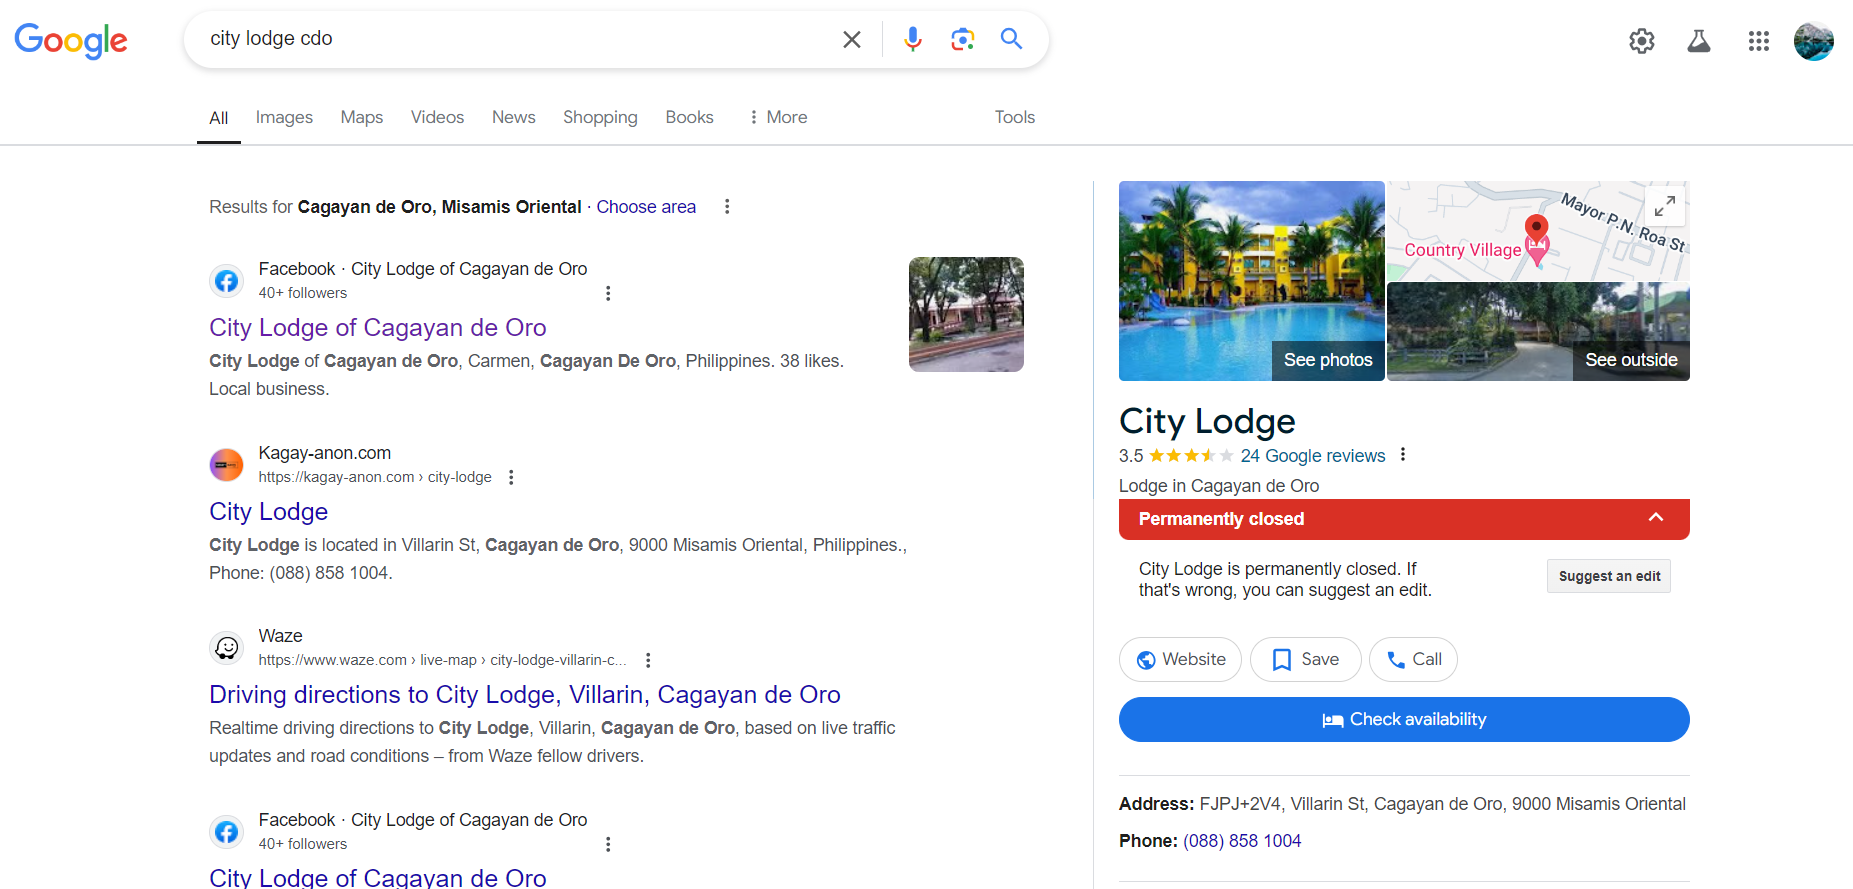 Google
city lodge cdo
All
Images
Maps
Videos
News
Shopping
Books
More
Tools
Results for Cagayan de Oro, Misamis Oriental · Choose area
Facebook · City Lodge of Cagayan de Oro
40+ followers
City Lodge of Cagayan de Oro
City Lodge of Cagayan de Oro, Carmen, Cagayan De Oro, Philippines. 38 likes.
Local business.
Kagay-anon.com
https://kagay-anon.com › city-lodge
City Lodge
City Lodge is located in Villarin St, Cagayan de Oro, 9000 Misamis Oriental, Philippines.,
Phone: (088) 858 1004.
Waze
https://www.waze.com › live-map › city-lodge-villarin-c...
Driving directions to City Lodge, Villarin, Cagayan de Oro
Realtime driving directions to City Lodge, Villarin, Cagayan de Oro, based on live traffic
updates and road conditions – from Waze fellow drivers.
Facebook · City Lodge of Cagayan de Oro
40+ followers
City Lodge of Cagayan de Oro
Mayor P.N. Roa St
Country Village
See photos
See outside
City Lodge
3.5
24 Google reviews
Lodge in Cagayan de Oro
Permanently closed
City Lodge is permanently closed. If
that's wrong, you can suggest an edit.
Suggest an edit
Website
Save
Call
Check availability
Address: FJPJ+2V4, Villarin St, Cagayan de Oro, 9000 Misamis Oriental
Phone: (088) 858 1004